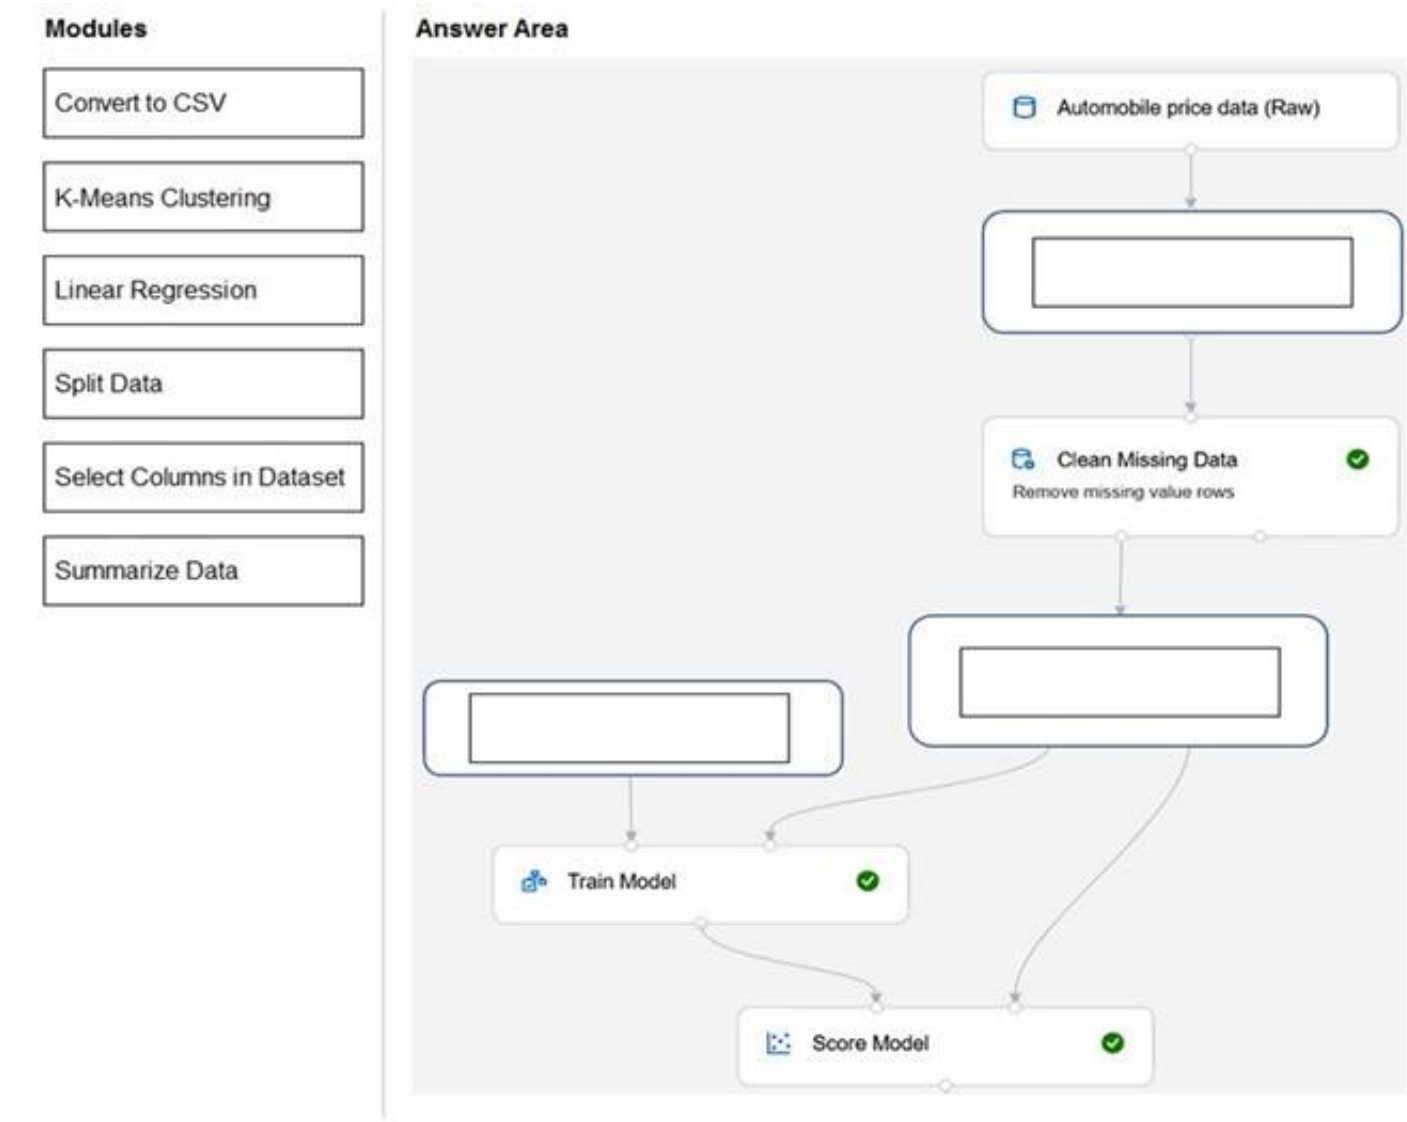 Modules
Convert to CSV
K-Means Clustering
Linear Regression
Split Data
Select Columns in Dataset
Summarize Data
Answer Area
Automobile price data (Raw)
Clean Missing Data
Remove missing value rows
Train Model
Score Model